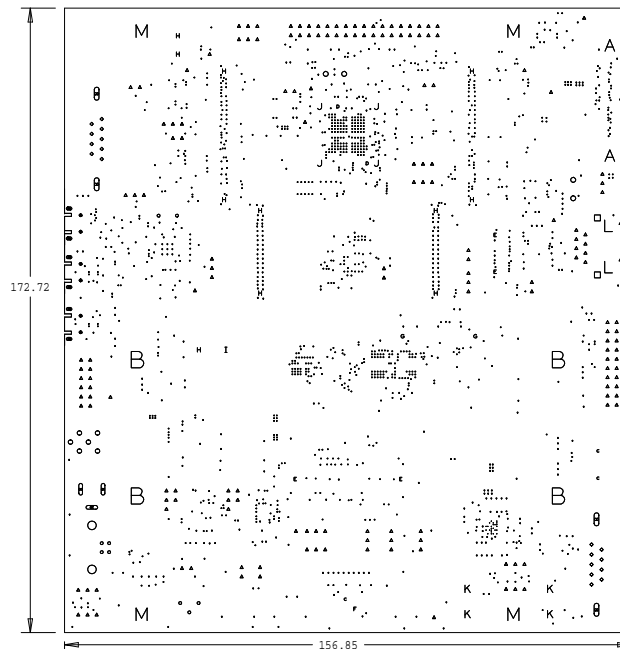 M M
H
A
H
H H
J D J
A
J D J
H H
H H
L
E
L
172.72
H H
G G
H I
B B
C
E E C
B B
K K
C
F
M K M K
156.85